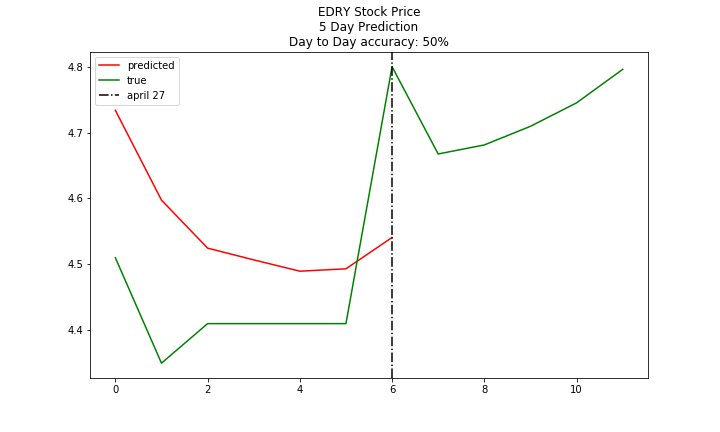 EDRY Stock Price
5 Day Prediction
Day to Day accuracy: 50%
predicted
true
april 27
4.8
4.7
4.6
4.5
4.4
0 2 4 6 8 10